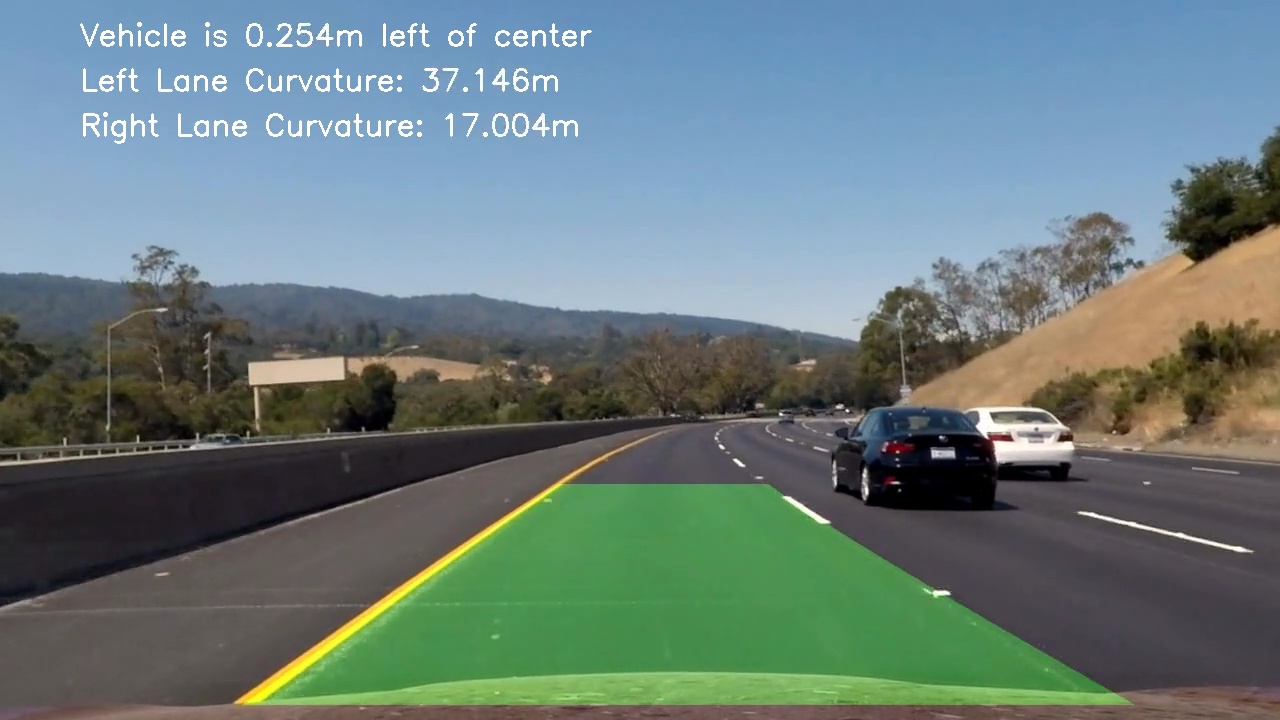 Vehicle is 0.254m left of center
Left Lane Curvature: 37.146m
Right Lane Curvature: 17.004m